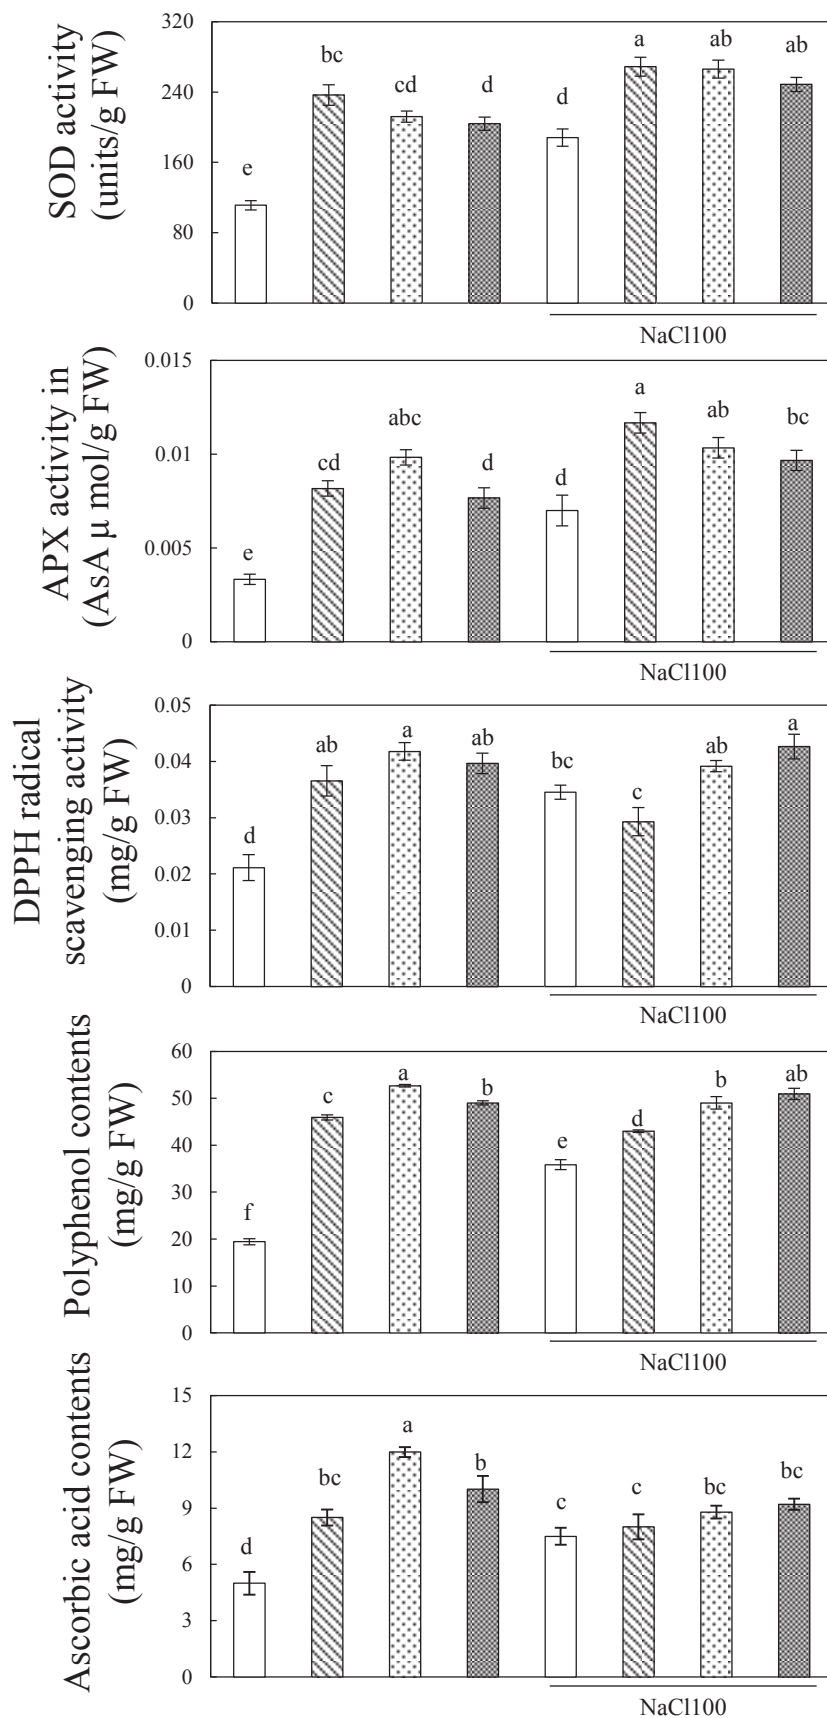 SOD activity
(units/g FW)
320
240
160
80
0
e
bc
cd
d
d
a
ab
ab
NaCl100
APX activity in
(AsA μ mol/g FW)
0.015
0.01
0.005
0
e
cd
abc
d
d
a
ab
bc
NaCl100
DPPH radical
scavenging activity
(mg/g FW)
0.05
0.04
0.03
0.02
0.01
0
d
ab
a
ab
bc
c
ab
a
NaCl100
Polyphenol contents
(mg/g FW)
60
50
40
30
20
10
0
f
c
a
b
e
d
b
ab
NaCl100
Ascorbic acid contents
(mg/g FW)
15
12
9
6
3
0
d
bc
a
b
c
c
bc
bc
NaCl100